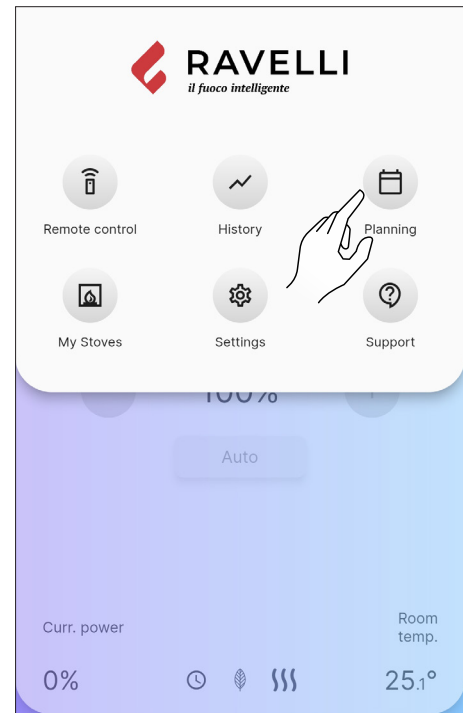 RAVELLI
il fuoco intelligente
Remote control
History
Planning
My Stoves
Settings
Support
100%
Auto
Curr. power
Room
temp.
0%
25.1°